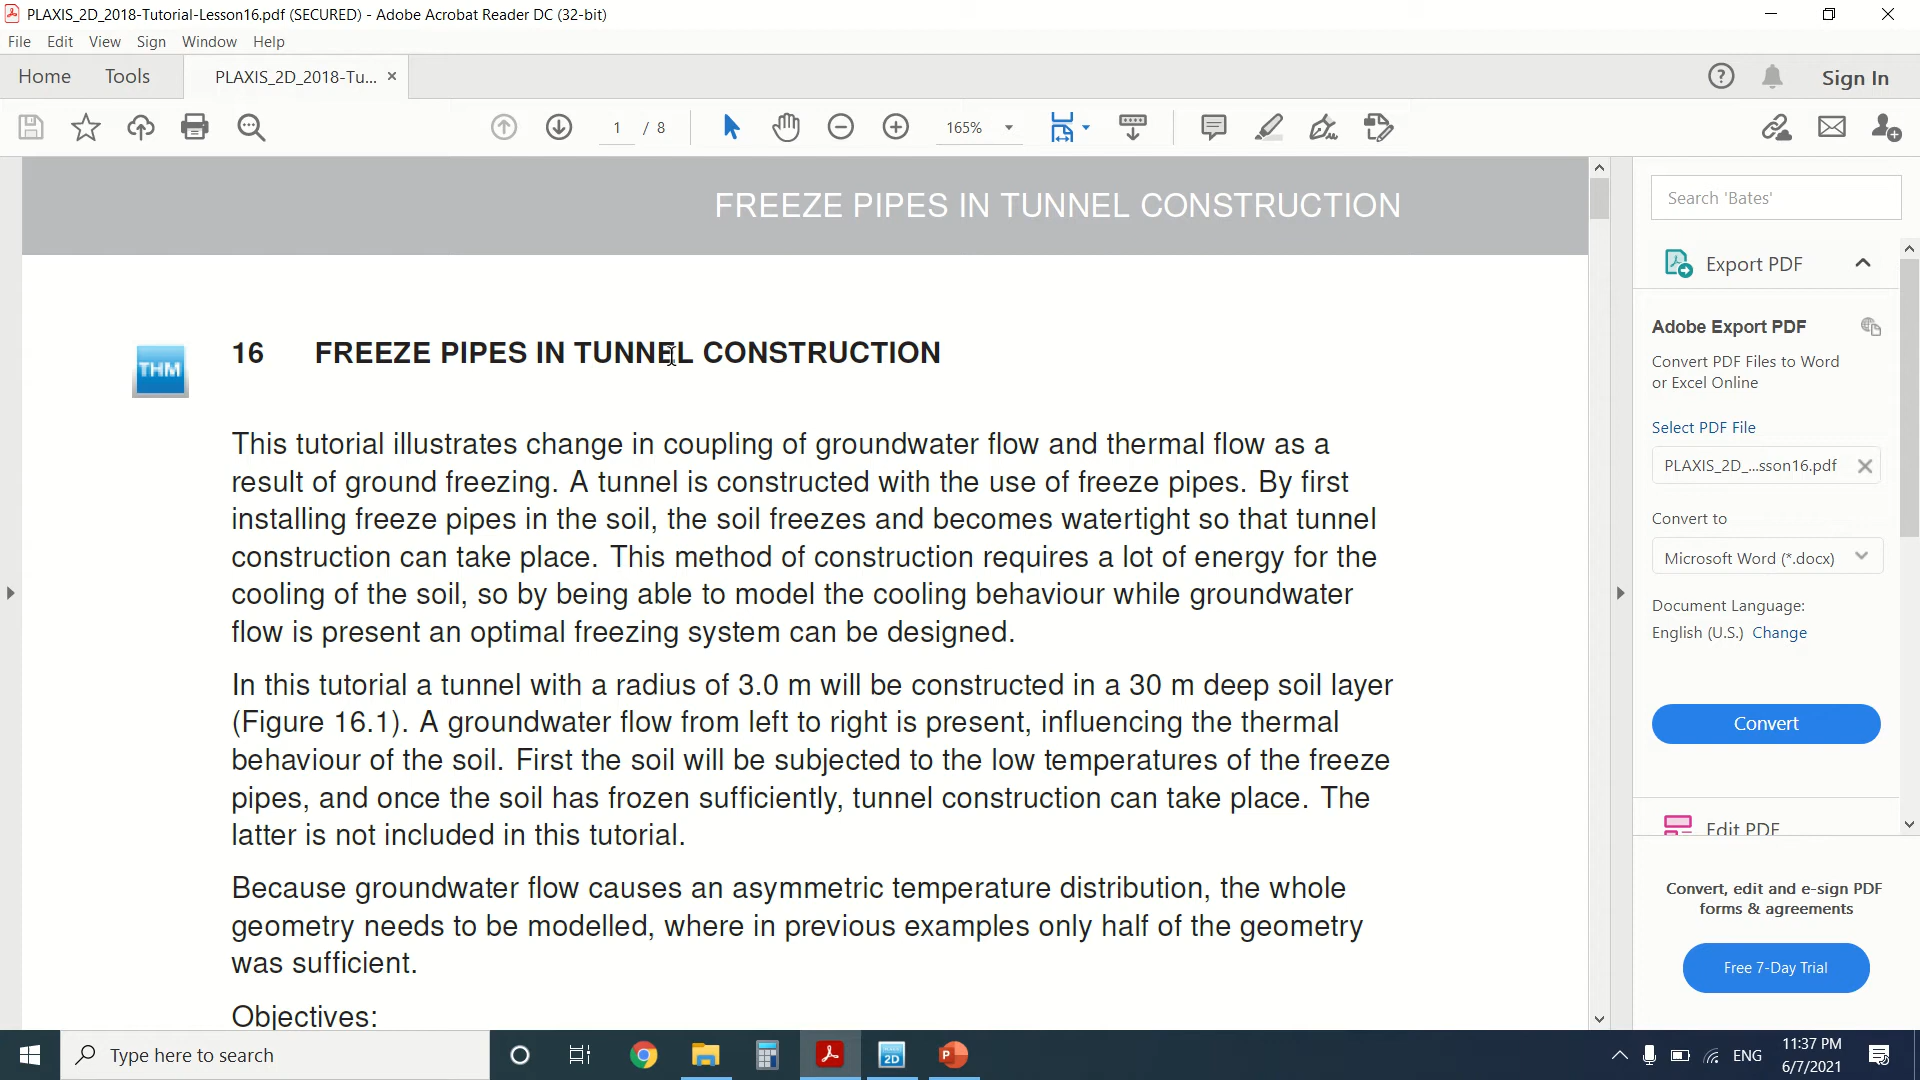 PLAXIS_2D_2018-Tutorial-Lesson16.pdf (SECURED) - Adobe Acrobat Reader DC (32-bit)
File Edit View Sign Window Help
Home Tools PLAXIS_2D_2018-Tu... Sign In
1 / 8 165%
FREEZE PIPES IN TUNNEL CONSTRUCTION
THM
16 FREEZE PIPES IN TUNNEL CONSTRUCTION
This tutorial illustrates change in coupling of groundwater flow and thermal flow as a
result of ground freezing. A tunnel is constructed with the use of freeze pipes. By first
installing freeze pipes in the soil, the soil freezes and becomes watertight so that tunnel
construction can take place. This method of construction requires a lot of energy for the
cooling of the soil, so by being able to model the cooling behaviour while groundwater
flow is present an optimal freezing system can be designed.
In this tutorial a tunnel with a radius of 3.0 m will be constructed in a 30 m deep soil layer
(Figure 16.1). A groundwater flow from left to right is present, influencing the thermal
behaviour of the soil. First the soil will be subjected to the low temperatures of the freeze
pipes, and once the soil has frozen sufficiently, tunnel construction can take place. The
latter is not included in this tutorial.
Because groundwater flow causes an asymmetric temperature distribution, the whole
geometry needs to be modelled, where in previous examples only half of the geometry
was sufficient.
Objectives:
Search 'Bates'
Export PDF
Adobe Export PDF
Convert PDF Files to Word
or Excel Online
Select PDF File
PLAXIS_2D_...sson16.pdf
Convert to
Microsoft Word (*.docx)
Document Language:
English (U.S.) Change
Convert
Edit PDF
Convert, edit and e-sign PDF
forms & agreements
Free 7-Day Trial
Type here to search
2D
P
ENG
11:37 PM
6/7/2021